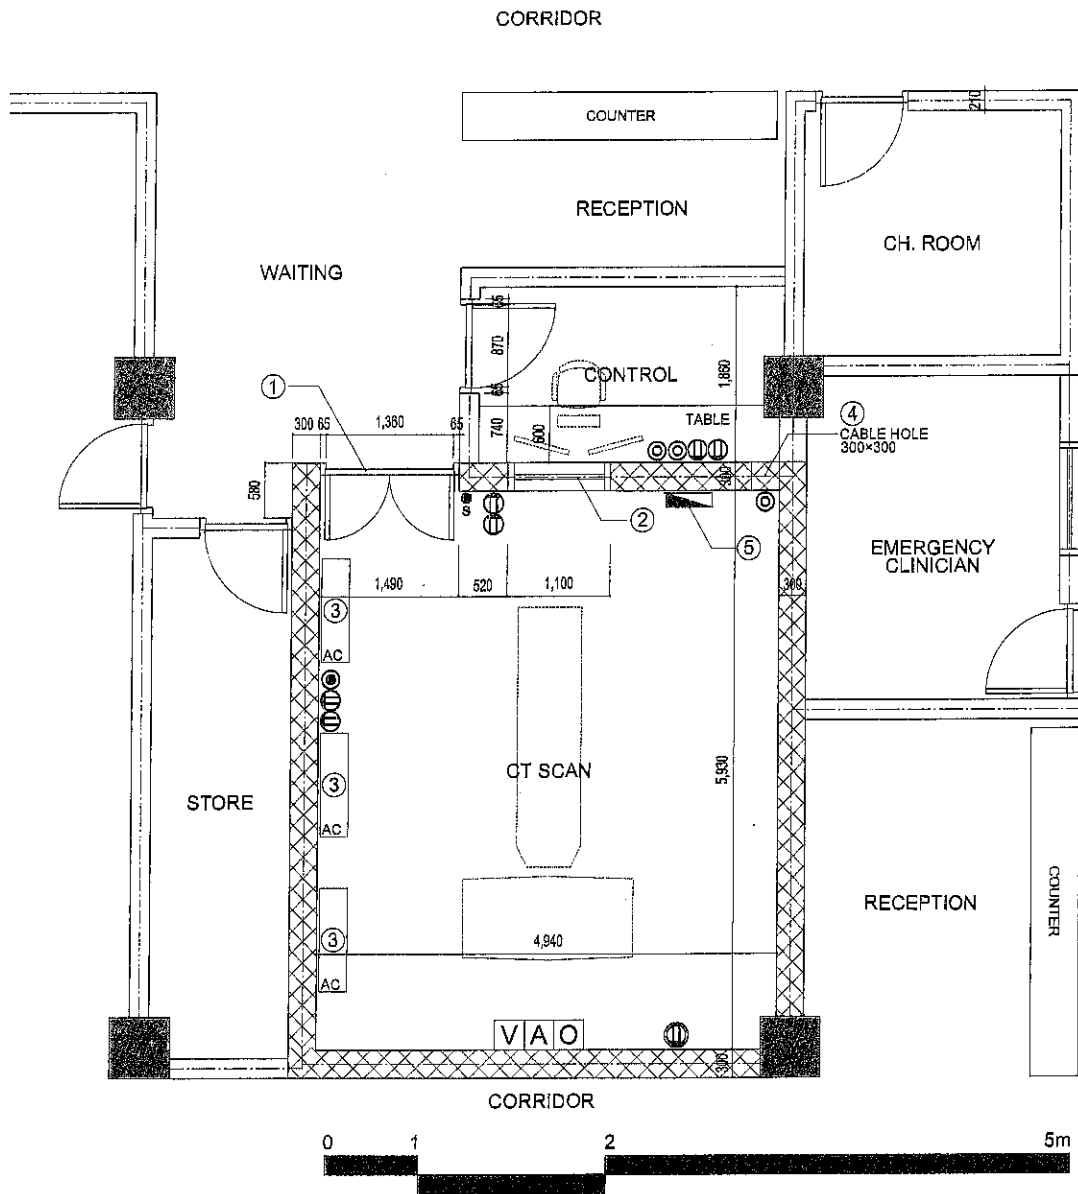 CORRIDOR
COUNTER
210
RECEPTION
CH. ROOM
WAITING
65
870
CONTROL
1,860
65
1
4
300 65
1,360
65
740
600
TABLE
CABLE HOLE
300×300
580
300
S
2
5
EMERGENCY
CLINICIAN
1,490
520
1,100
300
3
AC
5,930
CT SCAN
3
AC
STORE
RECEPTION
COUNTER
3
4,940
AC
V A O
300
CORRIDOR
0 1 2 5m